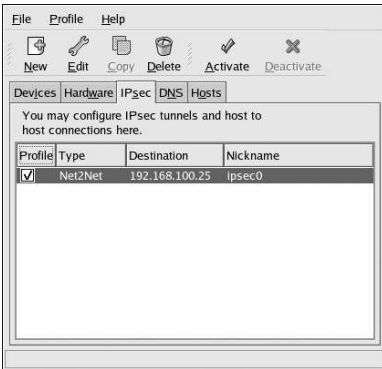 File Profile Help
New Edit Copy Delete Activate Deactivate
Devices Hardware IPsec DNS Hosts
You may configure IPsec tunnels and host to
host connections here.
Profile Type Destination Nickname
Net2Net 192.168.100.25 ipsec0